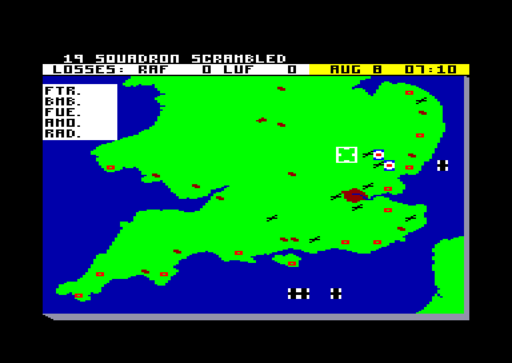 19 SQUADRON SCRAMBLED
LOSSES: RAF 0 LUF 0 AUG 8 07:10
FTR.
BMB.
FUE.
AMO.
RAD.